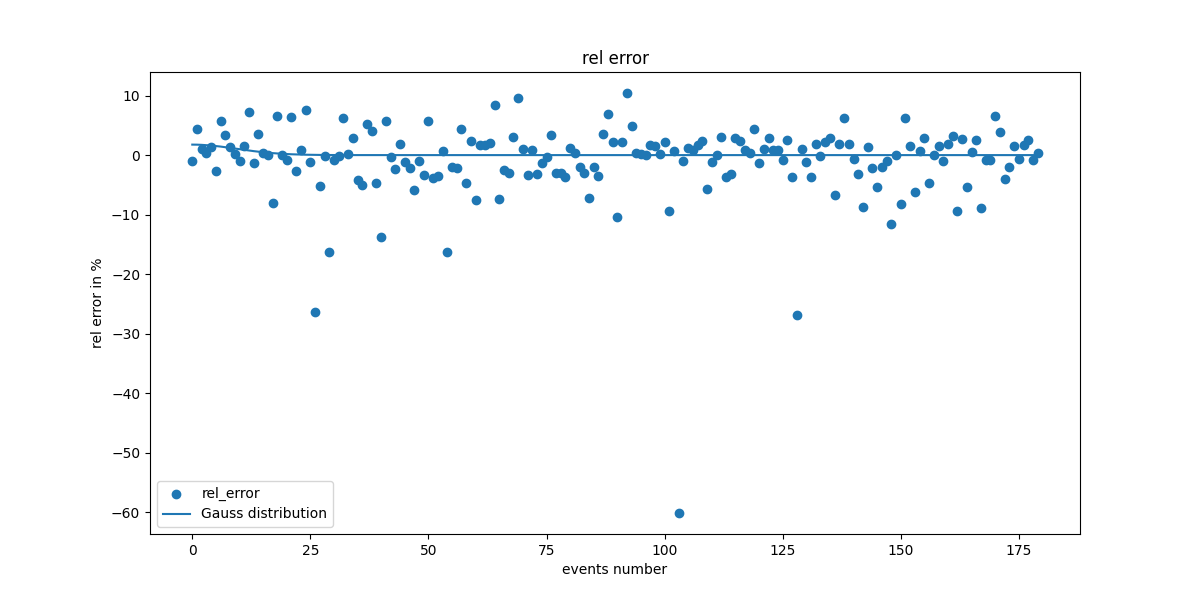 rel error
10
0
−10
−20
−30
−40
−50
−60
rel error in %
rel_error
Gauss distribution
0 25 50 75 100 125 150 175
events number